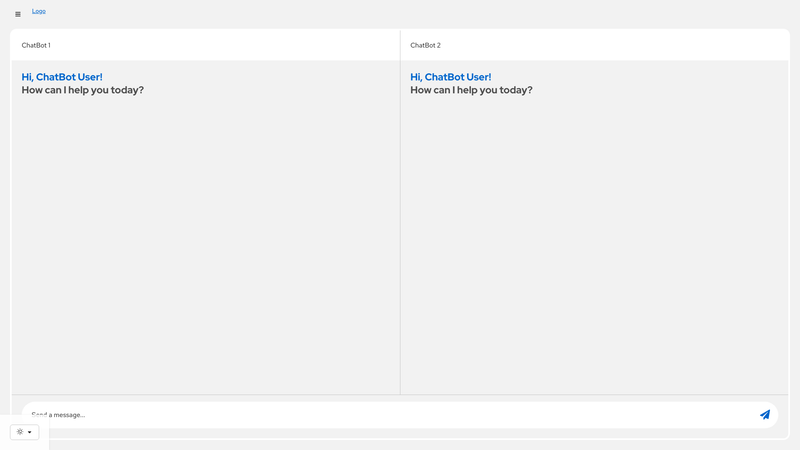 Logo
ChatBot 1
ChatBot 2
Hi, ChatBot User!
How can I help you today?
Hi, ChatBot User!
How can I help you today?
Send a message...